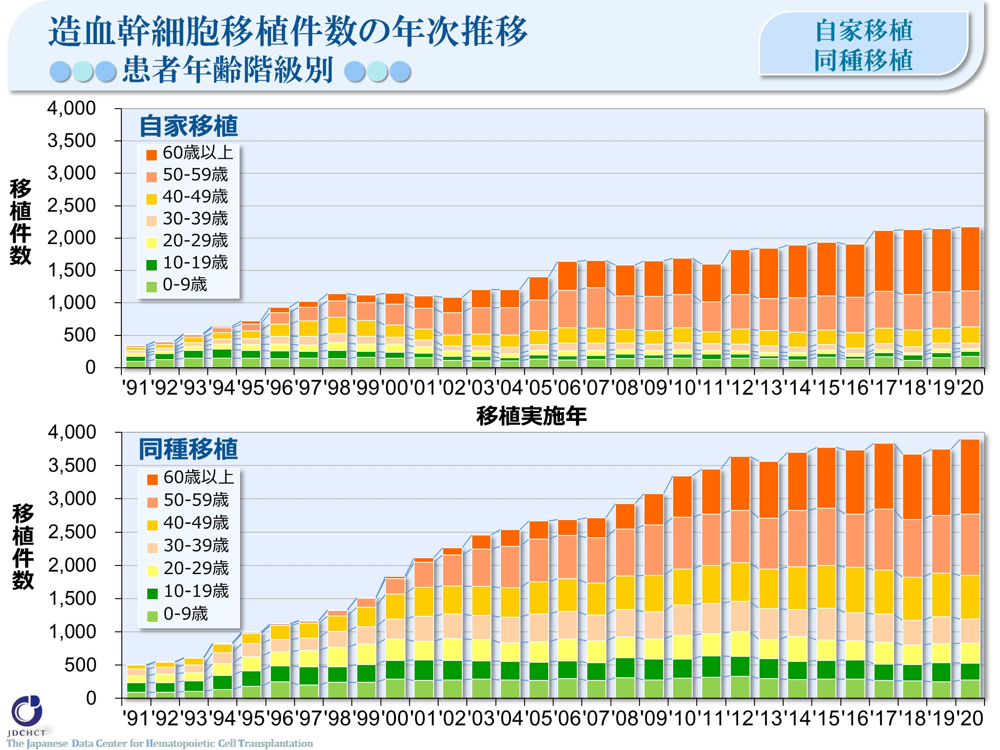 造血幹細胞移植件数の年次推移
患者年齢階級別
自家移植
同種移植
4,000
3,500
3,000
2,500
2,000
1,500
1,000
500
0
移植件数
自家移植
60歳以上
50-59歳
40-49歳
30-39歳
20-29歳
10-19歳
0-9歳
'91 '92 '93 '94 '95 '96 '97 '98 '99 '00 '01 '02 '03 '04 '05 '06 '07 '08 '09 '10 '11 '12 '13 '14 '15 '16 '17 '18 '19 '20
移植実施年
4,000
3,500
3,000
2,500
2,000
1,500
1,000
500
0
移植件数
同種移植
60歳以上
50-59歳
40-49歳
30-39歳
20-29歳
10-19歳
0-9歳
'91 '92 '93 '94 '95 '96 '97 '98 '99 '00 '01 '02 '03 '04 '05 '06 '07 '08 '09 '10 '11 '12 '13 '14 '15 '16 '17 '18 '19 '20
JDCHCT
The Japanese Data Center for Hematopoietic Cell Transplantation